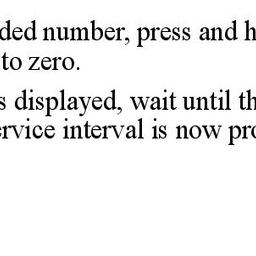 ded number, press and h
to zero.
s displayed, wait until th
ervice interval is now pro